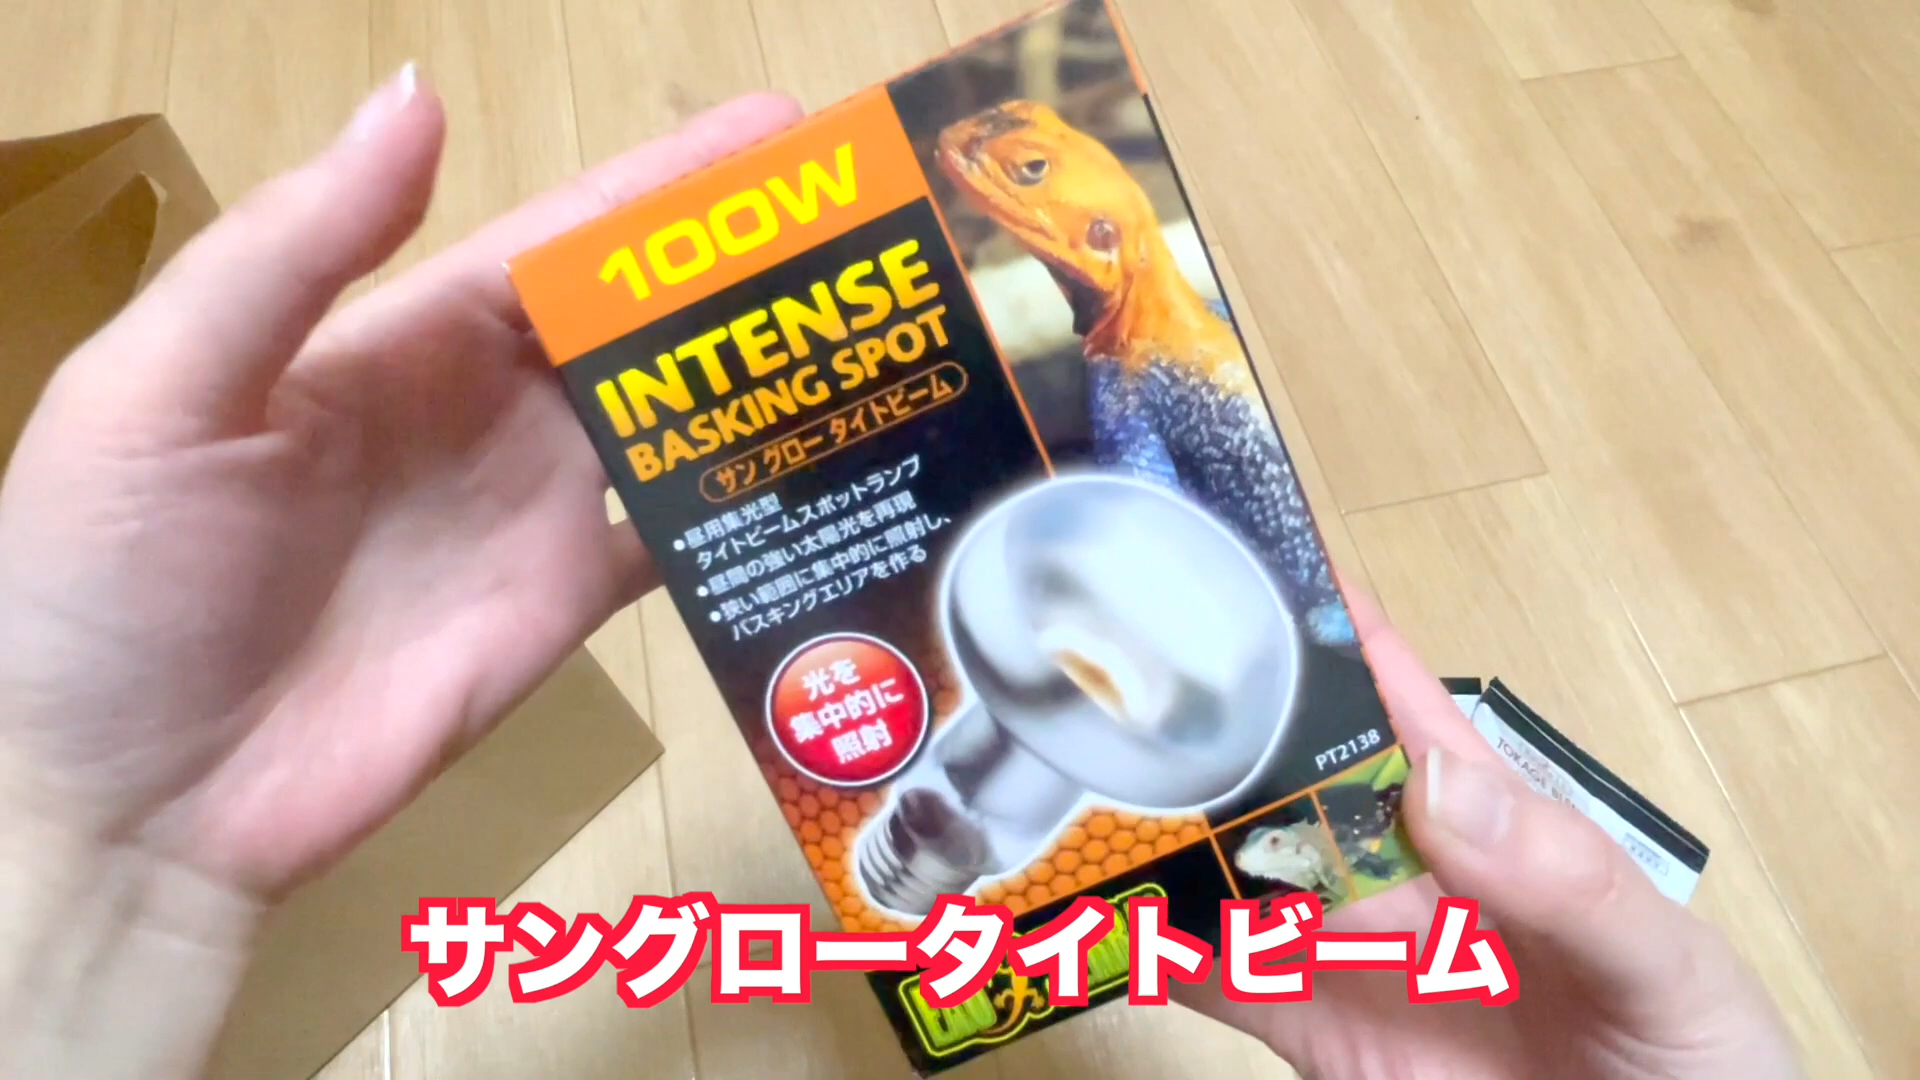 100W
INTENSE
BASKING SPOT
サン グロー タイトビーム
●昼用集光型
タイトビームスポットランプ
●昼間の強い太陽光を再現
●狭い範囲に集中的に照射し、
バスキングエリアを作る
光を
集中的に
照射
PT2138
TOKAGE
サングロータイトビーム